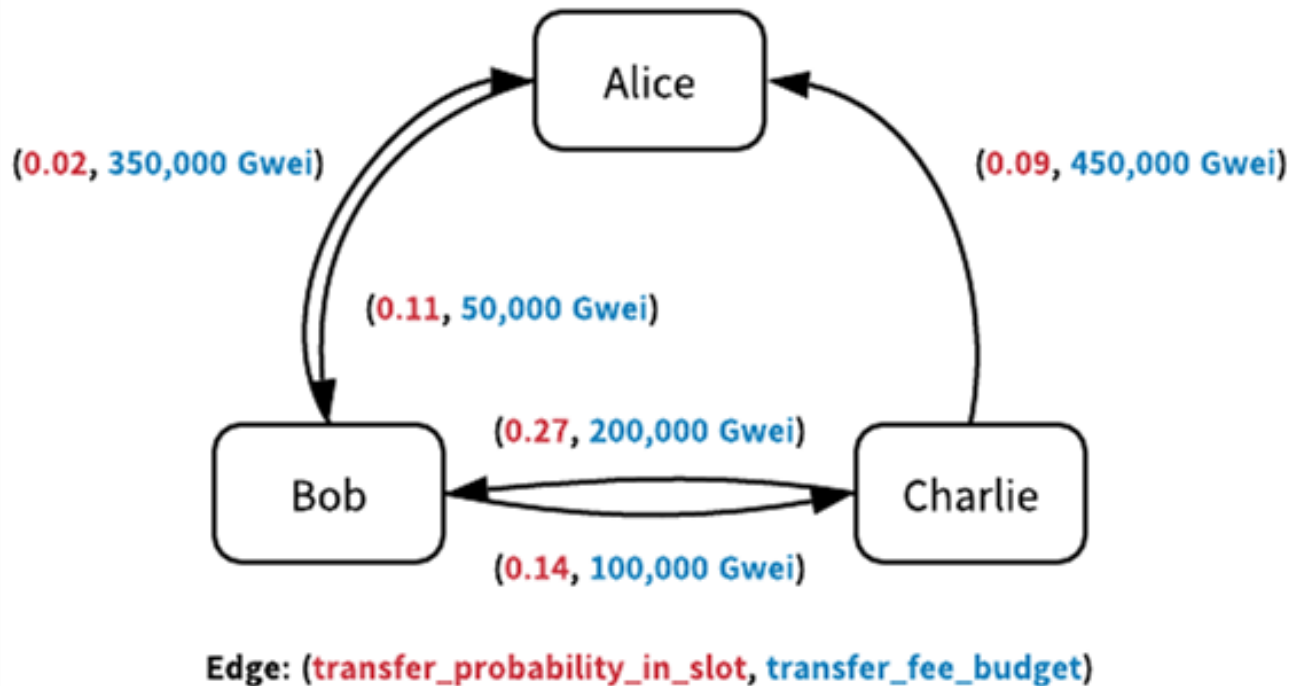 Alice
(0.02, 350,000 Gwei)
(0.09, 450,000 Gwei)
(0.11, 50,000 Gwei)
(0.27, 200,000 Gwei)
Bob
Charlie
(0.14, 100,000 Gwei)
Edge: (transfer_probability_in_slot, transfer_fee_budget)